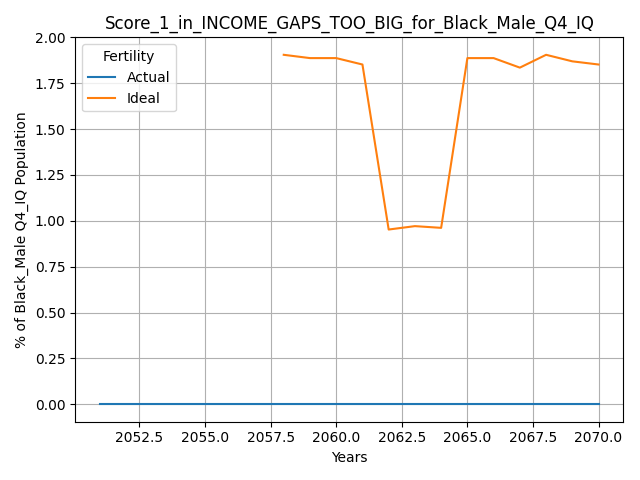 Score_1_in_INCOME_GAPS_TOO_BIG_for_Black_Male_Q4_IQ
Fertility
Actual
Ideal
% of Black_Male Q4_IQ Population
2.00
1.75
1.50
1.25
1.00
0.75
0.50
0.25
0.00
2052.5 2055.0 2057.5 2060.0 2062.5 2065.0 2067.5 2070.0
Years